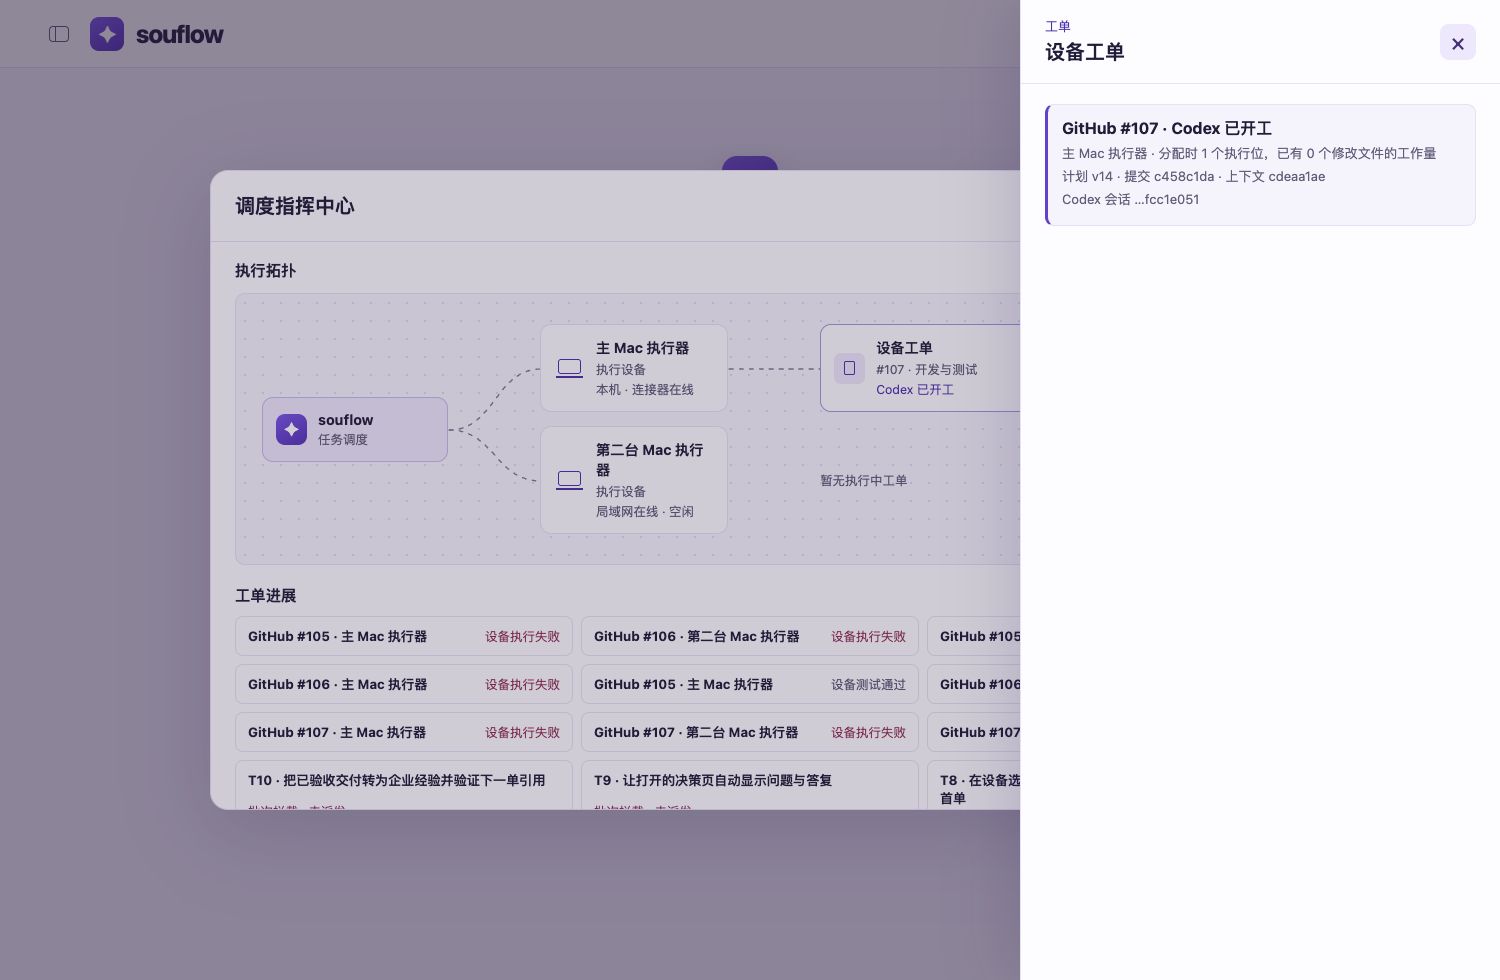 souflow
工单
设备工单
GitHub #107 · Codex 已开工
主 Mac 执行器 · 分配时 1 个执行位，已有 0 个修改文件的工作量
计划 v14 · 提交 c458c1da · 上下文 cdeaa1ae
Codex 会话 …fcc1e051
调度指挥中心
执行拓扑
souflow
任务调度
主 Mac 执行器
执行设备
本机 · 连接器在线
第二台 Mac 执行
器
执行设备
局域网在线 · 空闲
设备工单
#107 · 开发与测试
Codex 已开工
暂无执行中工单
工单进展
GitHub #105 · 主 Mac 执行器 设备执行失败
GitHub #106 · 第二台 Mac 执行器 设备执行失败
GitHub #105
GitHub #106 · 主 Mac 执行器 设备执行失败
GitHub #105 · 主 Mac 执行器 设备测试通过
GitHub #106
GitHub #107 · 主 Mac 执行器 设备执行失败
GitHub #107 · 第二台 Mac 执行器 设备执行失败
GitHub #107
T10 · 把已验收交付转为企业经验并验证下一单引用
T9 · 让打开的决策页自动显示问题与答复
T8 · 在设备选
首单